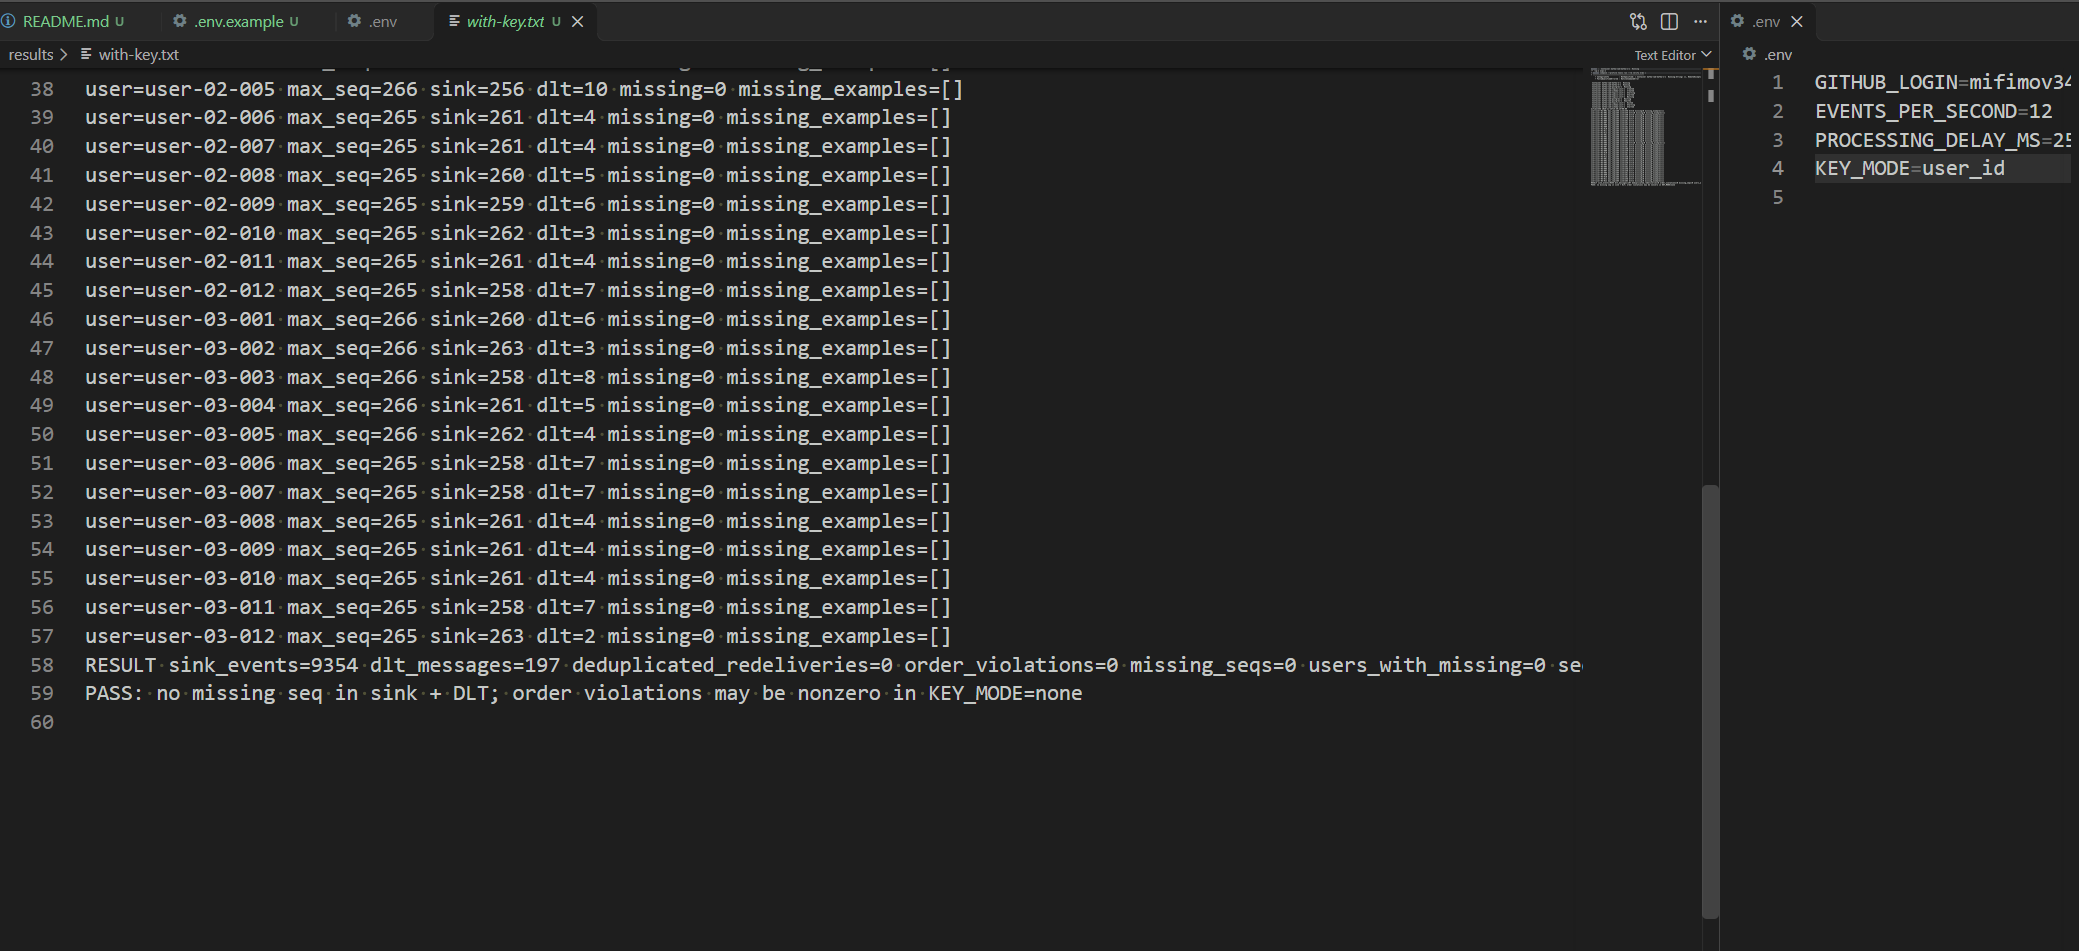 README.md U .env.example U .env with-key.txt U
results > with-key.txt Text Editor
38 user=user-02-005 max_seq=266 sink=256 dlt=10 missing=0 missing_examples=[]
39 user=user-02-006 max_seq=265 sink=261 dlt=4 missing=0 missing_examples=[]
40 user=user-02-007 max_seq=265 sink=261 dlt=4 missing=0 missing_examples=[]
41 user=user-02-008 max_seq=265 sink=260 dlt=5 missing=0 missing_examples=[]
42 user=user-02-009 max_seq=265 sink=259 dlt=6 missing=0 missing_examples=[]
43 user=user-02-010 max_seq=265 sink=262 dlt=3 missing=0 missing_examples=[]
44 user=user-02-011 max_seq=265 sink=261 dlt=4 missing=0 missing_examples=[]
45 user=user-02-012 max_seq=265 sink=258 dlt=7 missing=0 missing_examples=[]
46 user=user-03-001 max_seq=266 sink=260 dlt=6 missing=0 missing_examples=[]
47 user=user-03-002 max_seq=266 sink=263 dlt=3 missing=0 missing_examples=[]
48 user=user-03-003 max_seq=266 sink=258 dlt=8 missing=0 missing_examples=[]
49 user=user-03-004 max_seq=266 sink=261 dlt=5 missing=0 missing_examples=[]
50 user=user-03-005 max_seq=266 sink=262 dlt=4 missing=0 missing_examples=[]
51 user=user-03-006 max_seq=265 sink=258 dlt=7 missing=0 missing_examples=[]
52 user=user-03-007 max_seq=265 sink=258 dlt=7 missing=0 missing_examples=[]
53 user=user-03-008 max_seq=265 sink=261 dlt=4 missing=0 missing_examples=[]
54 user=user-03-009 max_seq=265 sink=261 dlt=4 missing=0 missing_examples=[]
55 user=user-03-010 max_seq=265 sink=261 dlt=4 missing=0 missing_examples=[]
56 user=user-03-011 max_seq=265 sink=258 dlt=7 missing=0 missing_examples=[]
57 user=user-03-012 max_seq=265 sink=263 dlt=2 missing=0 missing_examples=[]
58 RESULT sink_events=9354 dlt_messages=197 deduplicated_redeliveries=0 order_violations=0 missing_seqs=0 users_with_missing=0
59 PASS: no missing seq in sink + DLT; order violations may be nonzero in KEY_MODE=none
60
.env
.env
1 GITHUB_LOGIN=mifimov34
2 EVENTS_PER_SECOND=12
3 PROCESSING_DELAY_MS=25
4 KEY_MODE=user_id
5